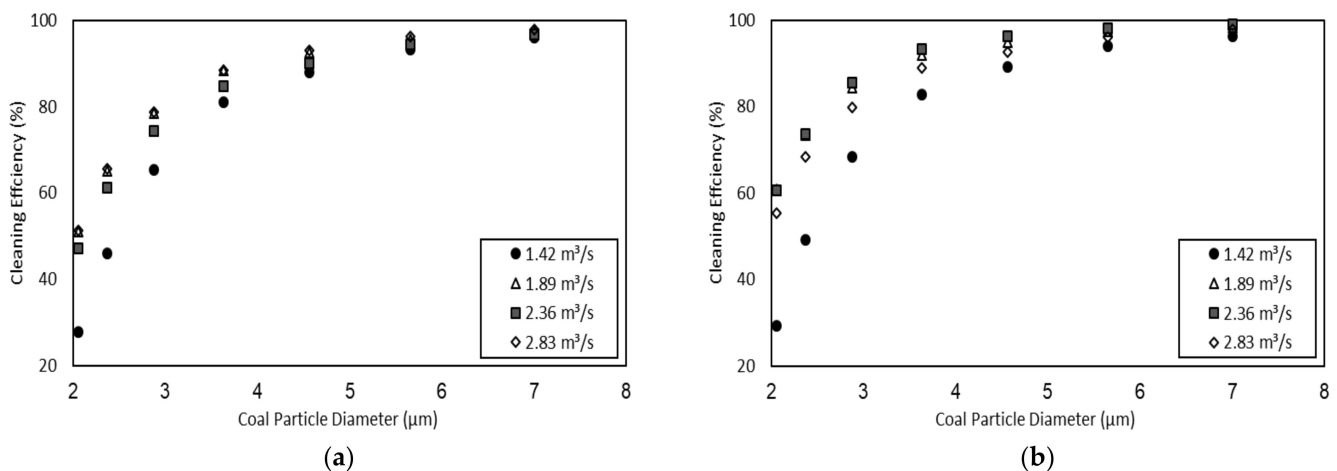 100
80
60
40
20
Cleaning Effciency (%)
2 3 4 5 6 7 8
Coal Particle Diameter (µm)
1.42 m³/s
1.89 m³/s
2.36 m³/s
2.83 m³/s
(a)
100
80
60
40
20
Cleaning Efficiency (%)
2 3 4 5 6 7 8
Coal Particle Diameter (µm)
1.42 m³/s
1.89 m³/s
2.36 m³/s
2.83 m³/s
(b)